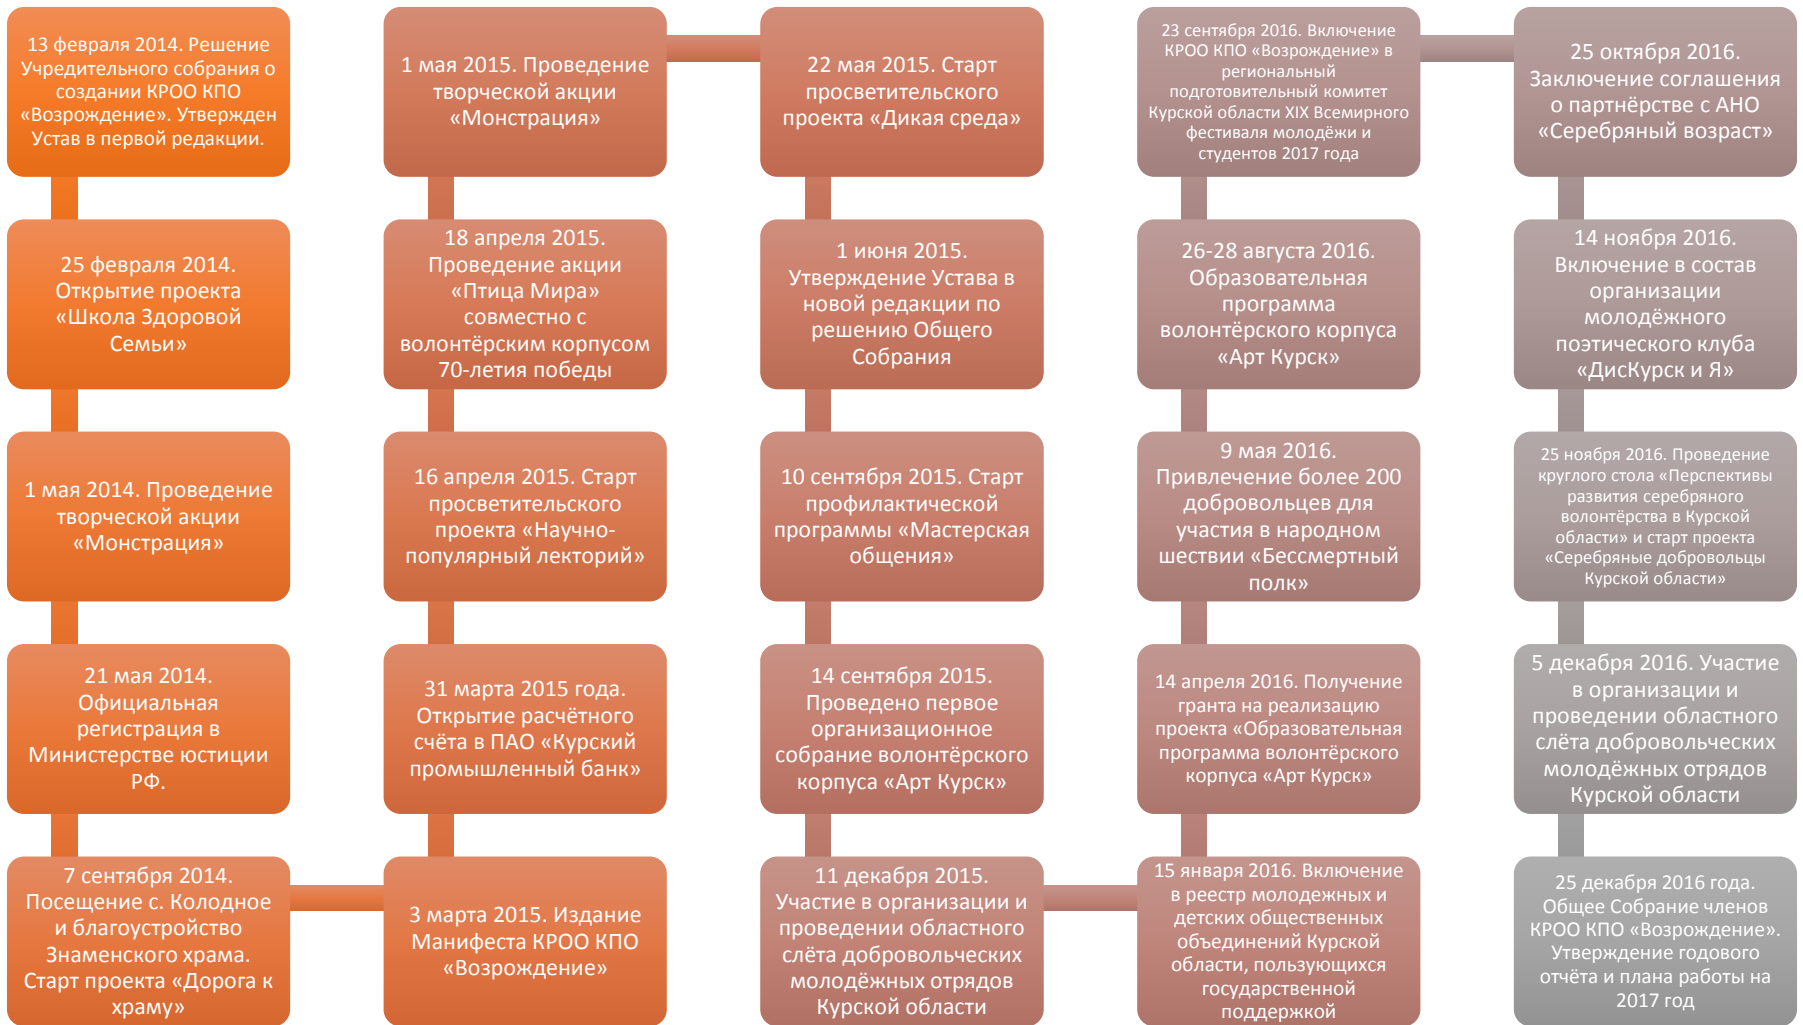 13 февраля 2014. Решение
Учредительного собрания о
создании КРОО КПО
«Возрождение». Утвержден
Устав в первой редакции.
25 февраля 2014.
Открытие проекта
«Школа Здоровой
Семьи»
1 мая 2014. Проведение
творческой акции
«Монстрация»
21 мая 2014.
Официальная
регистрация в
Министерстве юстиции
РФ.
7 сентября 2014.
Посещение с. Колодное
и благоустройство
Знаменского храма.
Старт проекта «Дорога к
храму»
3 марта 2015. Издание
Манифеста КРОО КПО
«Возрождение»
31 марта 2015 года.
Открытие расчётного
счёта в ПАО «Курский
промышленный банк»
16 апреля 2015. Старт
просветительского
проекта «Научно-
популярный лекторий»
18 апреля 2015.
Проведение акции
«Птица Мира»
совместно с
волонтёрским корпусом
70-летия победы
1 мая 2015. Проведение
творческой акции
«Монстрация»
22 мая 2015. Старт
просветительского
проекта «Дикая среда»
1 июня 2015.
Утверждение Устава в
новой редакции по
решению Общего
Собрания
10 сентября 2015. Старт
профилактической
программы «Мастерская
общения»
14 сентября 2015.
Проведено первое
организационное
собрание волонтёрского
корпуса «Арт Курск»
11 декабря 2015.
Участие в организации и
проведении областного
слёта добровольческих
молодёжных отрядов
Курской области
15 января 2016. Включение
в реестр молодежных и
детских общественных
объединений Курской
области, пользующихся
государственной
поддержкой
14 апреля 2016. Получение
гранта на реализацию
проекта «Образовательная
программа волонтёрского
корпуса «Арт Курск»
9 мая 2016.
Привлечение более 200
добровольцев для
участия в народном
шествии «Бессмертный
полк»
26-28 августа 2016.
Образовательная
программа
волонтёрского корпуса
«Арт Курск»
23 сентября 2016. Включение
КРОО КПО «Возрождение» в
региональный
подготовительный комитет
Курской области XIX Всемирного
фестиваля молодёжи и
студентов 2017 года
25 октября 2016.
Заключение соглашения
о партнёрстве с АНО
«Серебряный возраст»
14 ноября 2016.
Включение в состав
организации
молодёжного
поэтического клуба
«ДисКурск и Я»
25 ноября 2016. Проведение
круглого стола «Перспективы
развития серебряного
волонтёрства в Курской
области» и старт проекта
«Серебряные добровольцы
Курской области»
5 декабря 2016. Участие
в организации и
проведении областного
слёта добровольческих
молодёжных отрядов
Курской области
25 декабря 2016 года.
Общее Собрание членов
КРОО КПО «Возрождение».
Утверждение годового
отчёта и плана работы на
2017 год